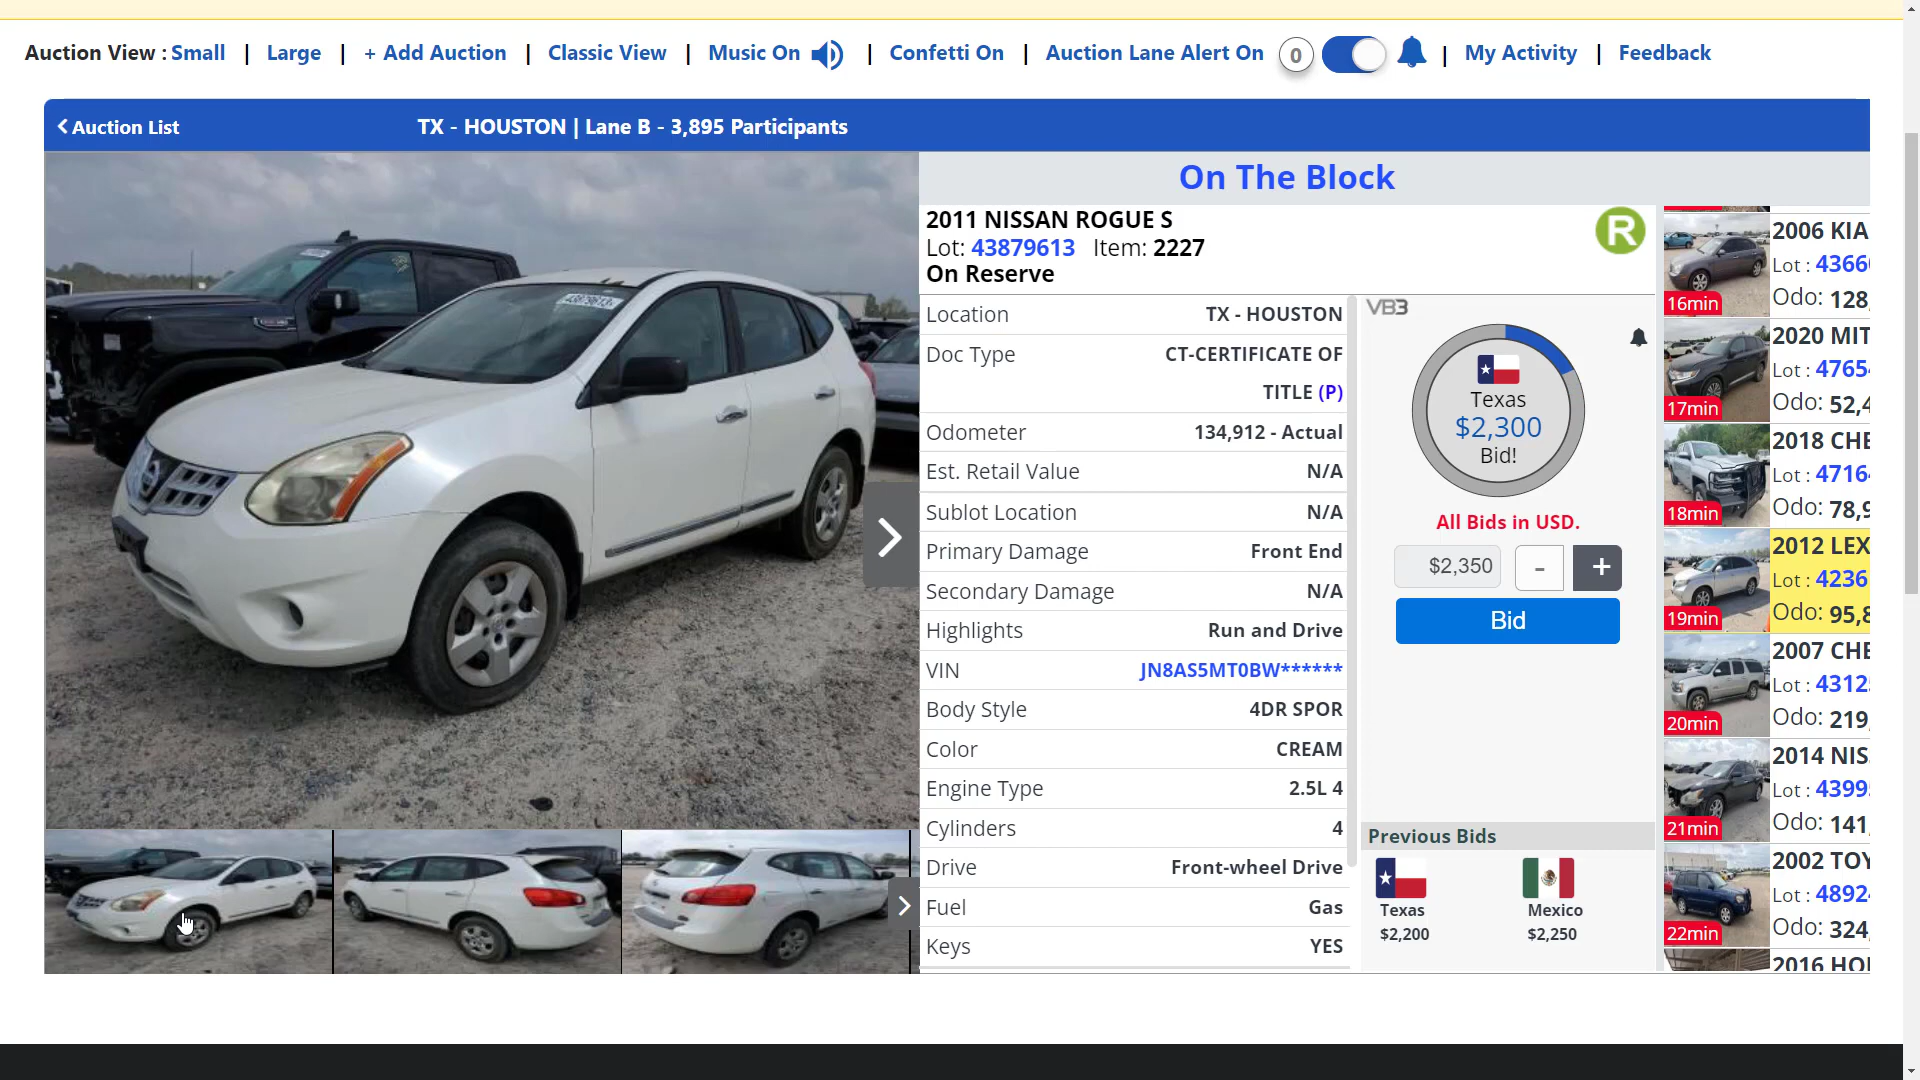 Auction View : Small | Large | + Add Auction | Classic View | Music On | Confetti On | Auction Lane Alert On 0 | My Activity | Feedback
Auction List
TX - HOUSTON | Lane B - 3,895 Participants
43879613
On The Block
2011 NISSAN ROGUE S
Lot: 43879613 Item: 2227
On Reserve
R
Location TX - HOUSTON
Doc Type CT-CERTIFICATE OF
TITLE (P)
Odometer 134,912 - Actual
Est. Retail Value N/A
Sublot Location N/A
Primary Damage Front End
Secondary Damage N/A
Highlights Run and Drive
VIN JN8AS5MT0BW******
Body Style 4DR SPOR
Color CREAM
Engine Type 2.5L 4
Cylinders 4
Drive Front-wheel Drive
Fuel Gas
Keys YES
VB3
Texas
$2,300
Bid!
All Bids in USD.
$2,350 - +
Bid
Previous Bids
Texas
$2,200
Mexico
$2,250
2006 KIA
Lot : 4366
16min
Odo: 128,
2020 MIT
Lot : 4765
17min
Odo: 52,4
2018 CHE
Lot : 4716
18min
Odo: 78,9
2012 LEX
Lot : 4236
19min
Odo: 95,8
2007 CHE
Lot : 4312
20min
Odo: 219,
2014 NIS
Lot : 4399
21min
Odo: 141,
2002 TOY
Lot : 4892
22min
Odo: 324,
2016 HO